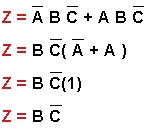 Z = A̅ B C̅ + A B C̅
Z = B C̅( A̅ + A )
Z = B C̅(1)
Z = B C̅